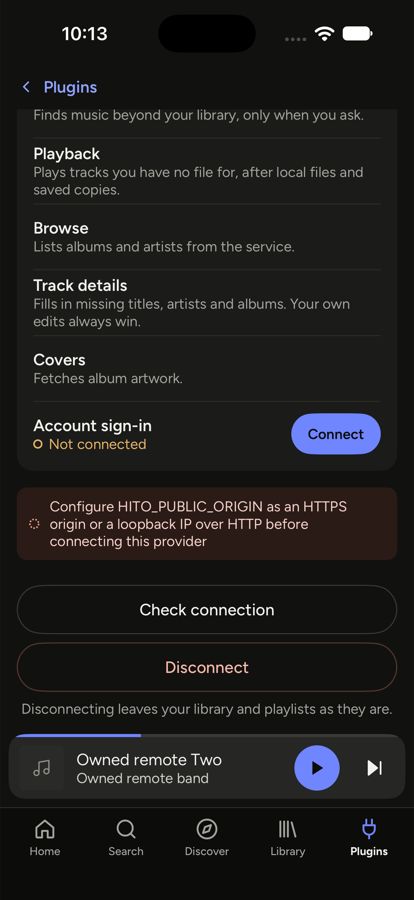 10:13
Plugins
Finds music beyond your library, only when you ask.
Playback
Plays tracks you have no file for, after local files and
saved copies.
Browse
Lists albums and artists from the service.
Track details
Fills in missing titles, artists and albums. Your own
edits always win.
Covers
Fetches album artwork.
Account sign-in
Not connected
Connect
Configure HITO_PUBLIC_ORIGIN as an HTTPS
origin or a loopback IP over HTTP before
connecting this provider
Check connection
Disconnect
Disconnecting leaves your library and playlists as they are.
Owned remote Two
Owned remote band
Home
Search
Discover
Library
Plugins